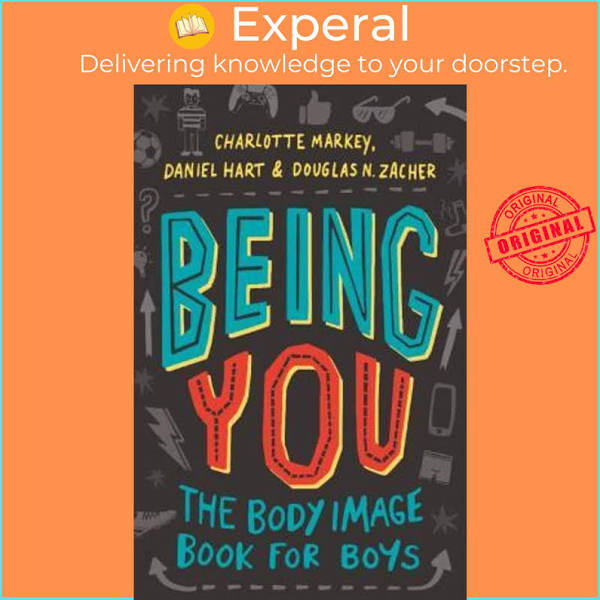 Experal
Delivering knowledge to your doorstep.
CHARLOTTE MARKEY,
DANIEL HART & DOUGLAS N. ZACHER
BEING
YOU
THE BODY IMAGE
BOOK FOR BOYS
ORIGINAL
ORIGINAL
ORIGINAL